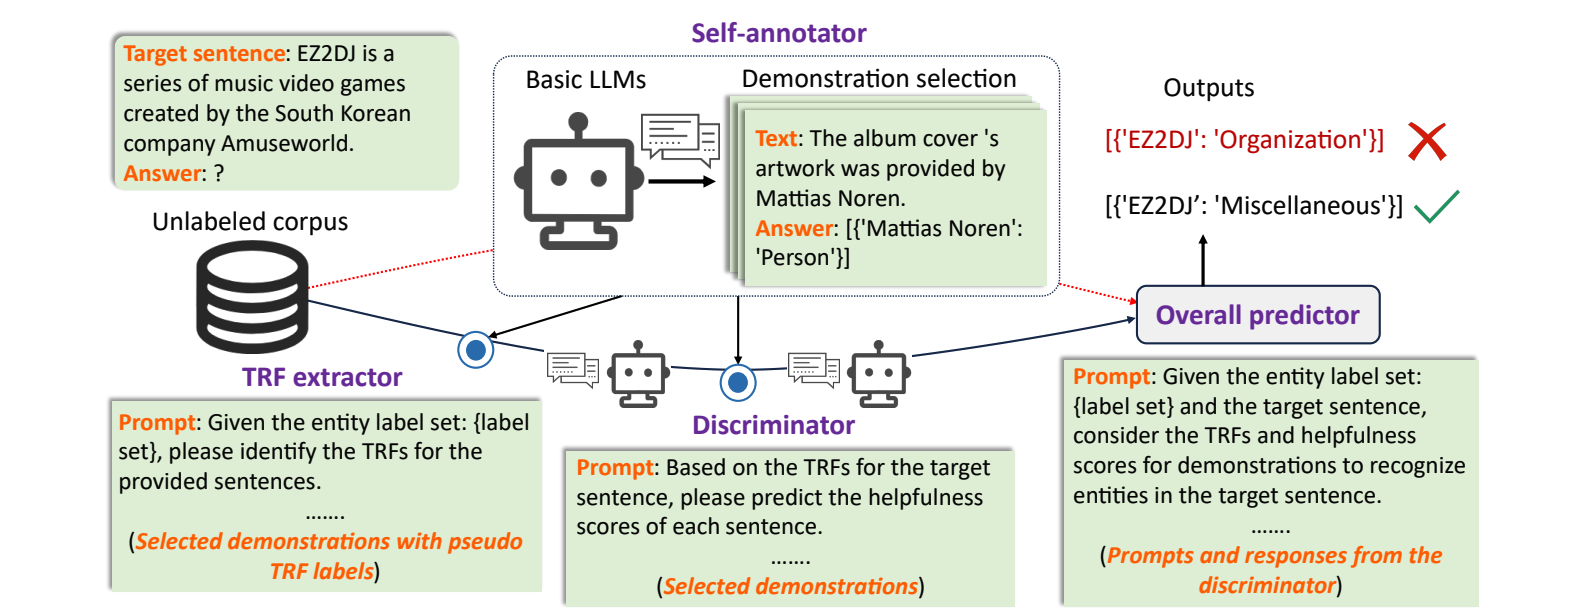 Self-annotator
Target sentence: EZ2DJ is a
series of music video games
created by the South Korean
company Amuseworld.
Answer: ?
Basic LLMs
Demonstration selection
Text: The album cover 's
artwork was provided by
Mattias Noren.
Answer: [{'Mattias Noren':
'Person'}]
Outputs
[{'EZ2DJ': 'Organization'}]
[{'EZ2DJ’: 'Miscellaneous'}]
Unlabeled corpus
Overall predictor
TRF extractor
Prompt: Given the entity label set: {label
set}, please identify the TRFs for the
provided sentences.
.......
(Selected demonstrations with pseudo
TRF labels)
Discriminator
Prompt: Based on the TRFs for the target
sentence, please predict the helpfulness
scores of each sentence.
.......
(Selected demonstrations)
Prompt: Given the entity label set:
{label set} and the target sentence,
consider the TRFs and helpfulness
scores for demonstrations to recognize
entities in the target sentence.
.......
(Prompts and responses from the
discriminator)